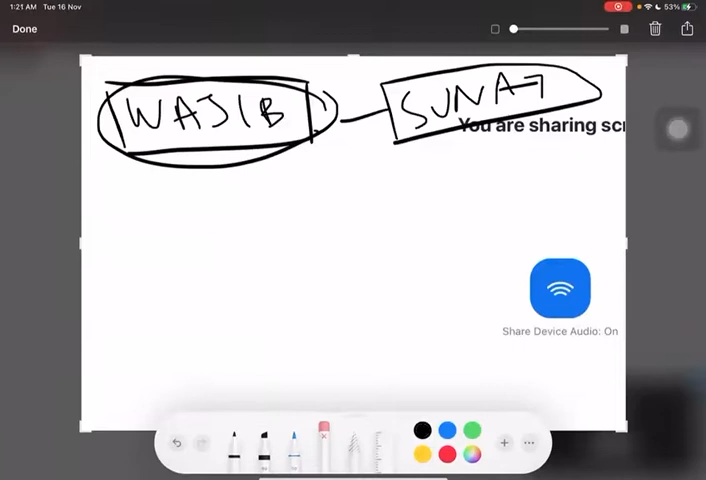 1:21 AM Tue 16 Nov
53%
Done
WAJIB SUNAT
You are sharing scr
Share Device Audio: On